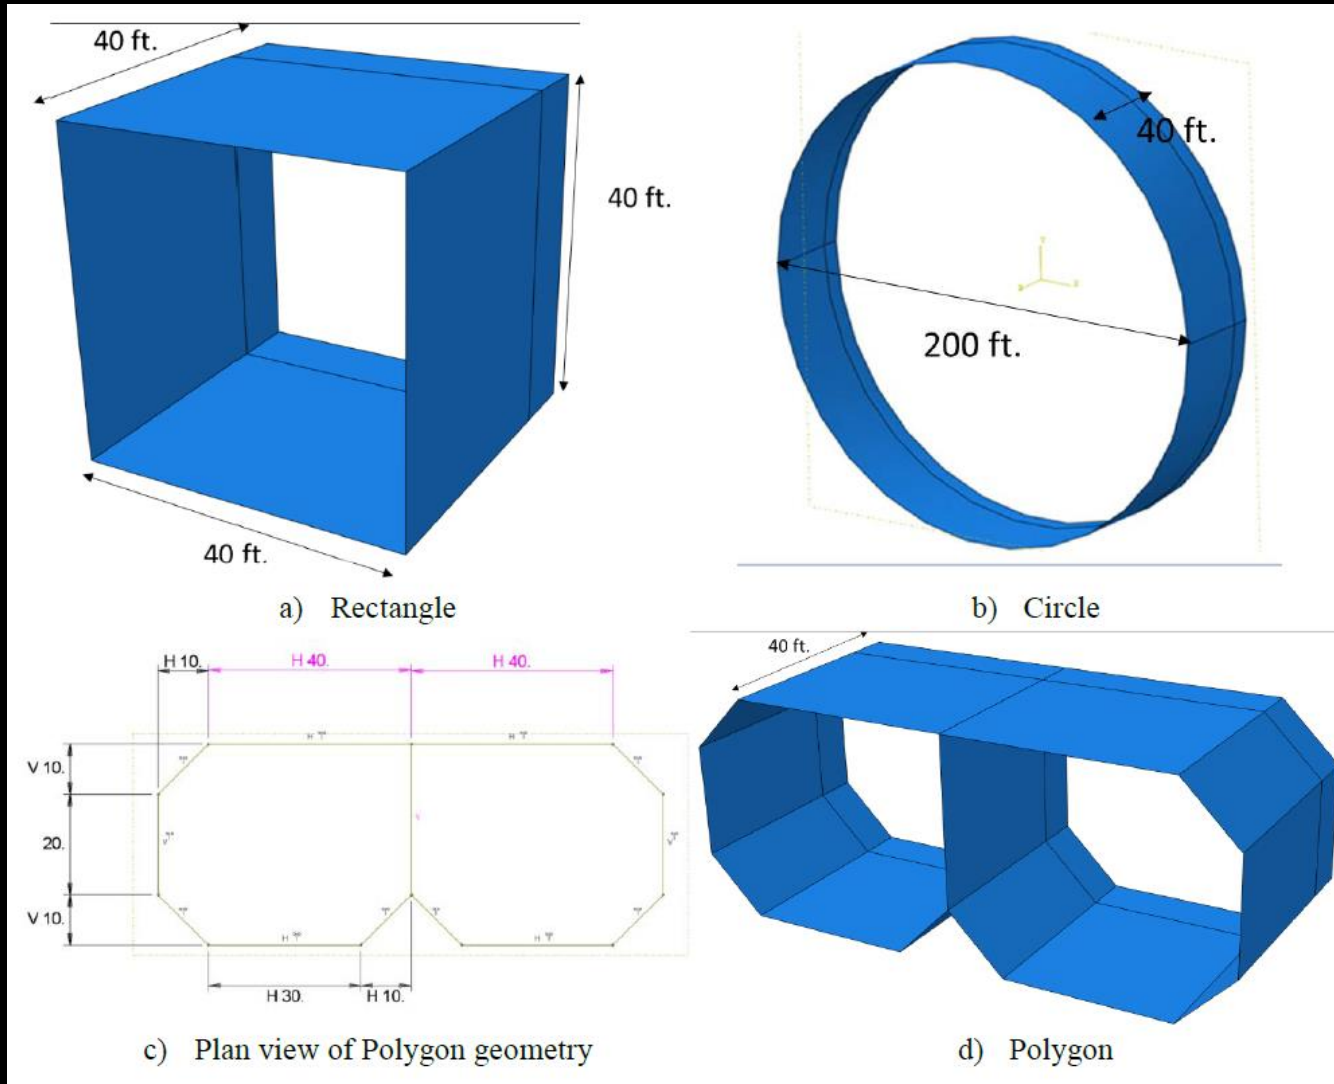 40 ft.
40 ft.
40 ft.
a) Rectangle
40 ft.
200 ft.
b) Circle
H 10.
H 40.
H 40.
V 10.
20.
V 10.
H 30.
H 10.
c) Plan view of Polygon geometry
40 ft.
d) Polygon